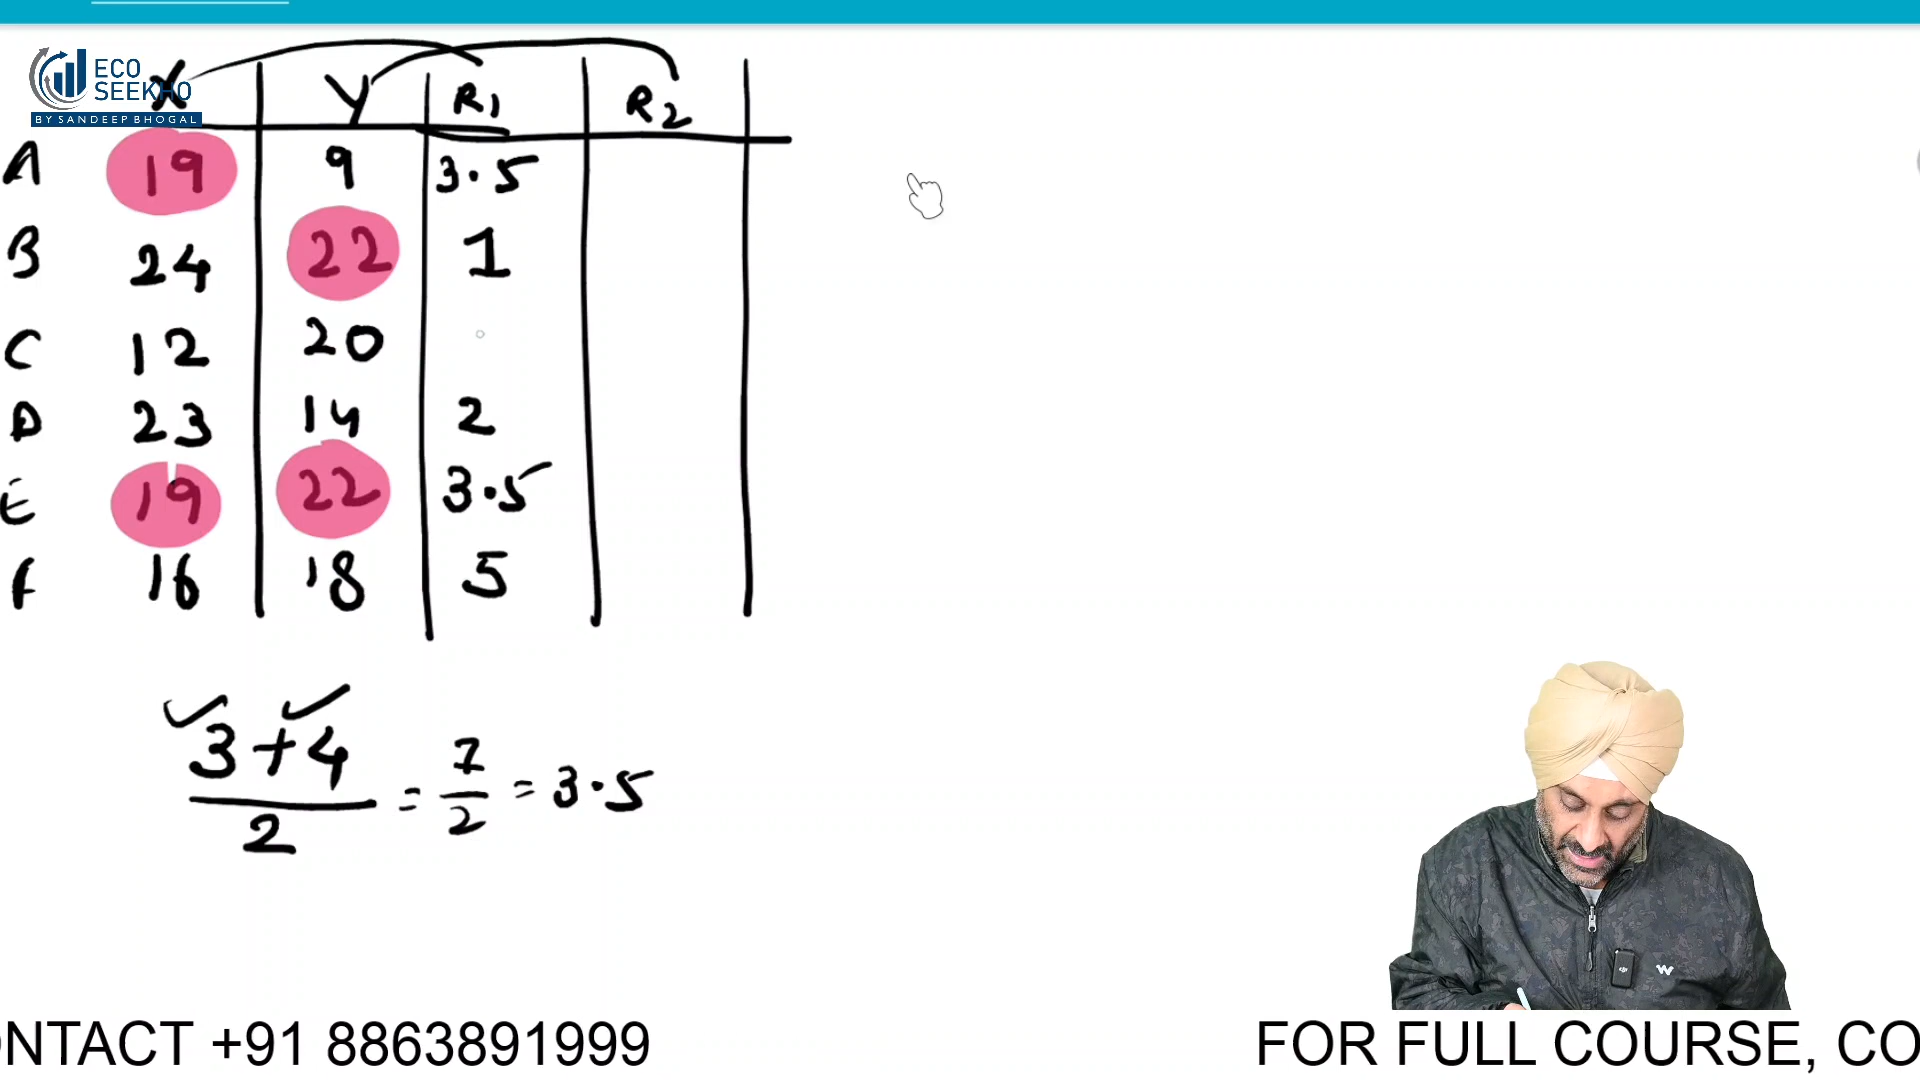 ECO
SEEKHO
BY SANDEEP BHOGAL
X Y R1 R2
A 19 9 3.5
B 24 22 1
C 12 20
D 23 14 2
E 19 22 3.5
F 16 18 5
3+4
2
= 7/2 = 3.5
W
ONTACT +91 8863891999
FOR FULL COURSE, CO